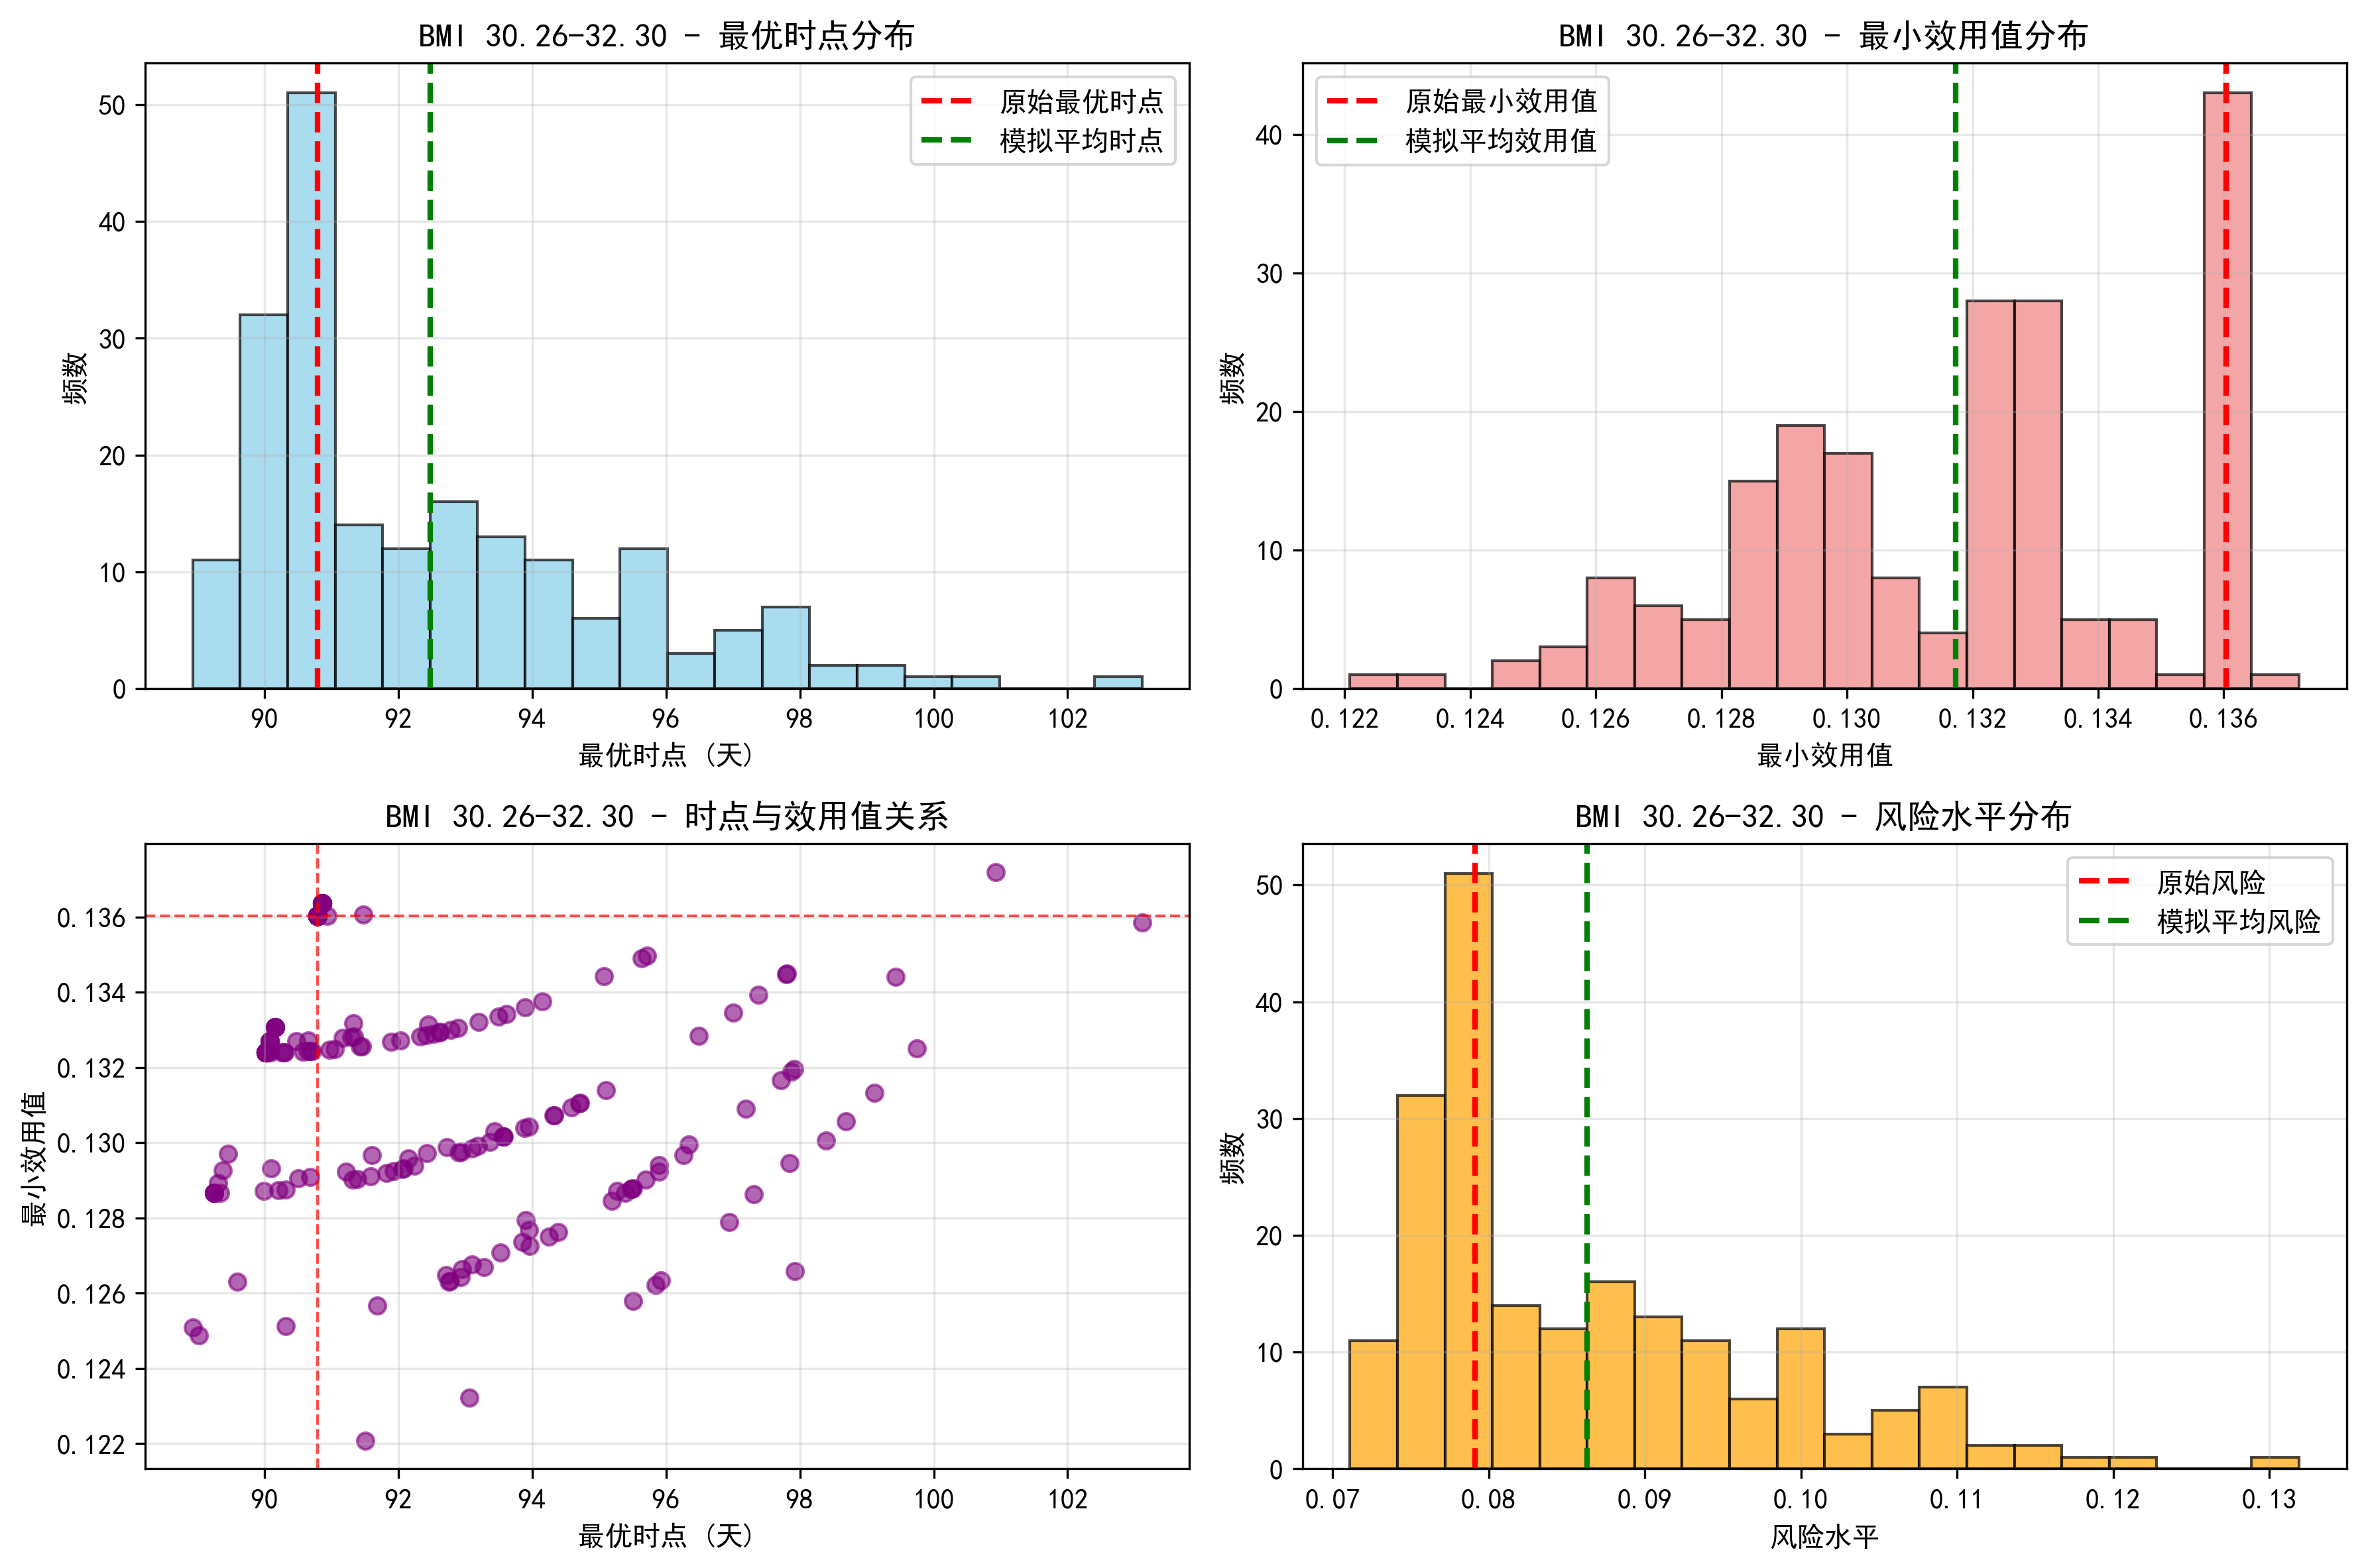 BMI 30.26-32.30 - 最优时点分布
50
40
30
20
10
0
频数
原始最优时点
模拟平均时点
90 92 94 96 98 100 102
最优时点 (天)
BMI 30.26-32.30 - 最小效用值分布
40
30
20
10
0
频数
原始最小效用值
模拟平均效用值
0.122 0.124 0.126 0.128 0.130 0.132 0.134 0.136
最小效用值
BMI 30.26-32.30 - 时点与效用值关系
0.136
0.134
0.132
0.130
0.128
0.126
0.124
0.122
最小效用值
90 92 94 96 98 100 102
最优时点 (天)
BMI 30.26-32.30 - 风险水平分布
50
40
30
20
10
0
频数
原始风险
模拟平均风险
0.07 0.08 0.09 0.10 0.11 0.12 0.13
风险水平